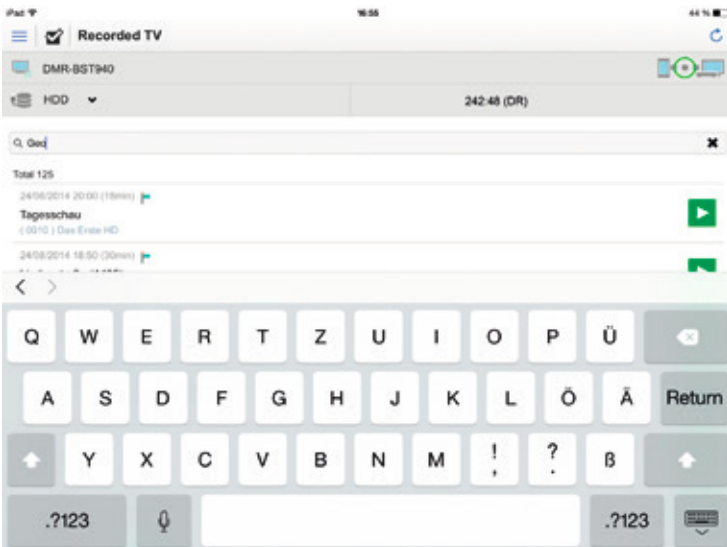 iPad 16:55 44 %
Recorded TV
DMR-BST940
HDD 242:48 (DR)
Geo
Total 125
24/08/2014 20:00 (16min)
Tagesschau
( 0010 ) Das Erste HD
24/08/2014 18:50 (30min)
Q W E R T Z U I O P Ü
A S D F G H J K L Ö Ä Return
Y X C V B N M ! , ? . ß
.?123 .?123